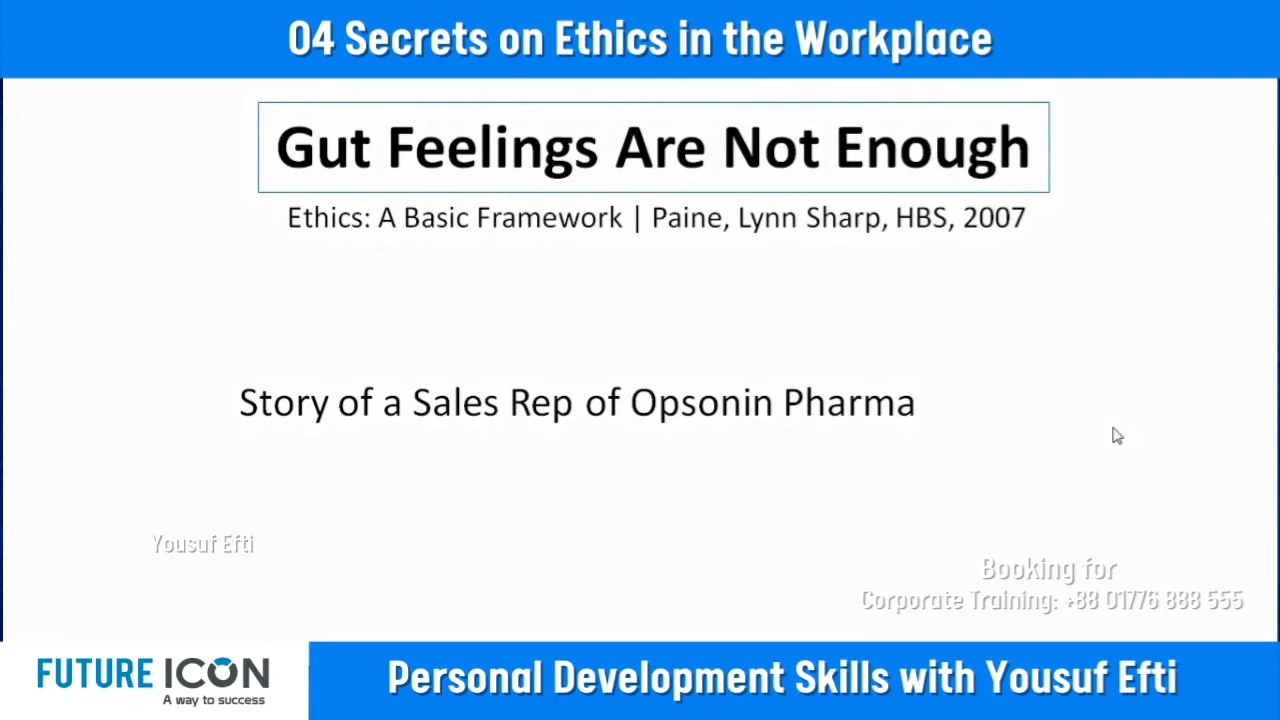 04 Secrets on Ethics in the Workplace
Gut Feelings Are Not Enough
Ethics: A Basic Framework | Paine, Lynn Sharp, HBS, 2007
Story of a Sales Rep of Opsonin Pharma
Yousuf Efti
Booking for
Corporate Training: +88 01776 888 555
FUTURE ICON
A way to success
Personal Development Skills with Yousuf Efti